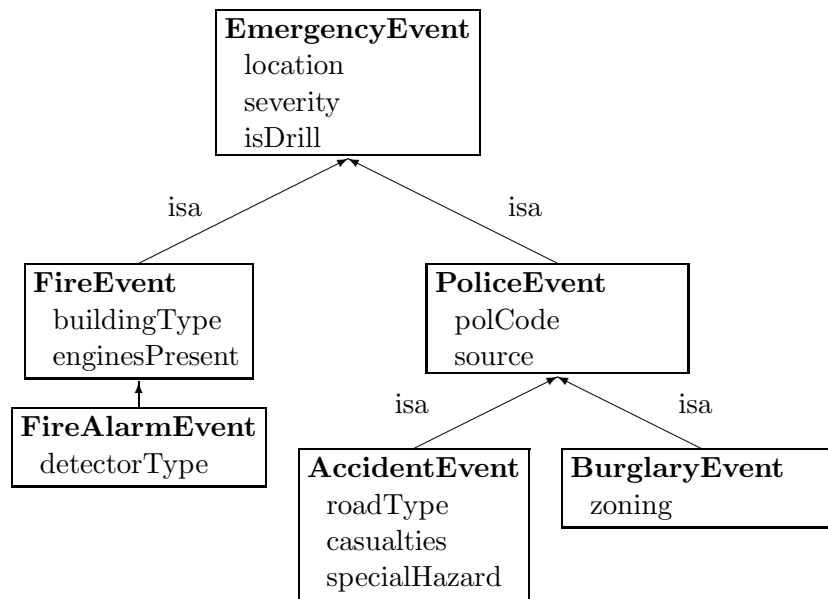 EmergencyEvent
location
severity
isDrill
isa
isa
FireEvent
buildingType
enginesPresent
PoliceEvent
polCode
source
isa
isa
FireAlarmEvent
detectorType
AccidentEvent
roadType
casualties
specialHazard
BurglaryEvent
zoning